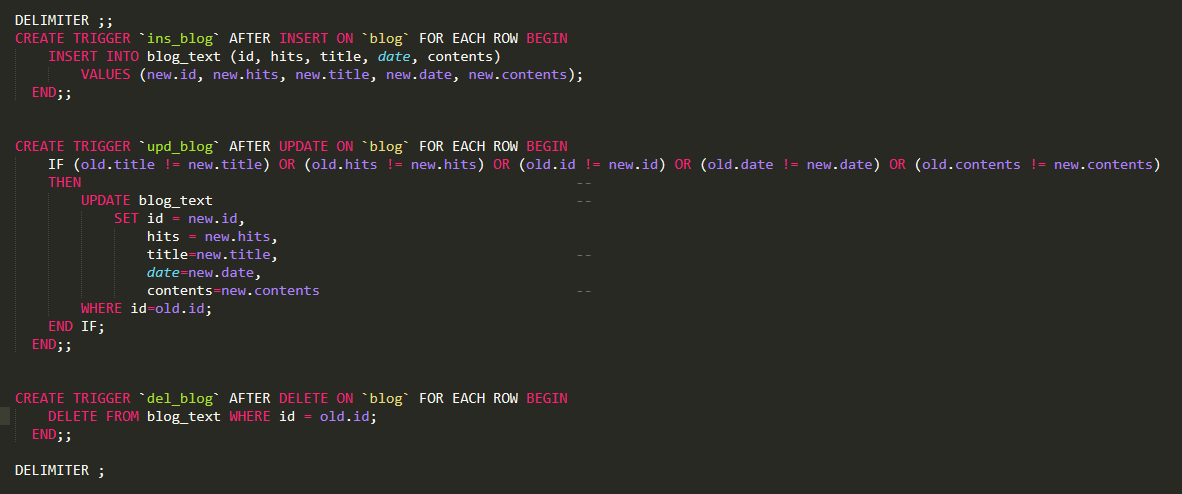 DELIMITER ;;
CREATE TRIGGER `ins_blog` AFTER INSERT ON `blog` FOR EACH ROW BEGIN
    INSERT INTO blog_text (id, hits, title, date, contents)
        VALUES (new.id, new.hits, new.title, new.date, new.contents);
  END;;
CREATE TRIGGER `upd_blog` AFTER UPDATE ON `blog` FOR EACH ROW BEGIN
    IF (old.title != new.title) OR (old.hits != new.hits) OR (old.id != new.id) OR (old.date != new.date) OR (old.contents != new.contents)
    THEN                                                            --
        UPDATE blog_text                                            --
            SET id = new.id,
                hits = new.hits,
                title=new.title,                                    --
                date=new.date,
                contents=new.contents                               --
        WHERE id=old.id;
    END IF;
  END;;
CREATE TRIGGER `del_blog` AFTER DELETE ON `blog` FOR EACH ROW BEGIN
    DELETE FROM blog_text WHERE id = old.id;
  END;;
DELIMITER ;